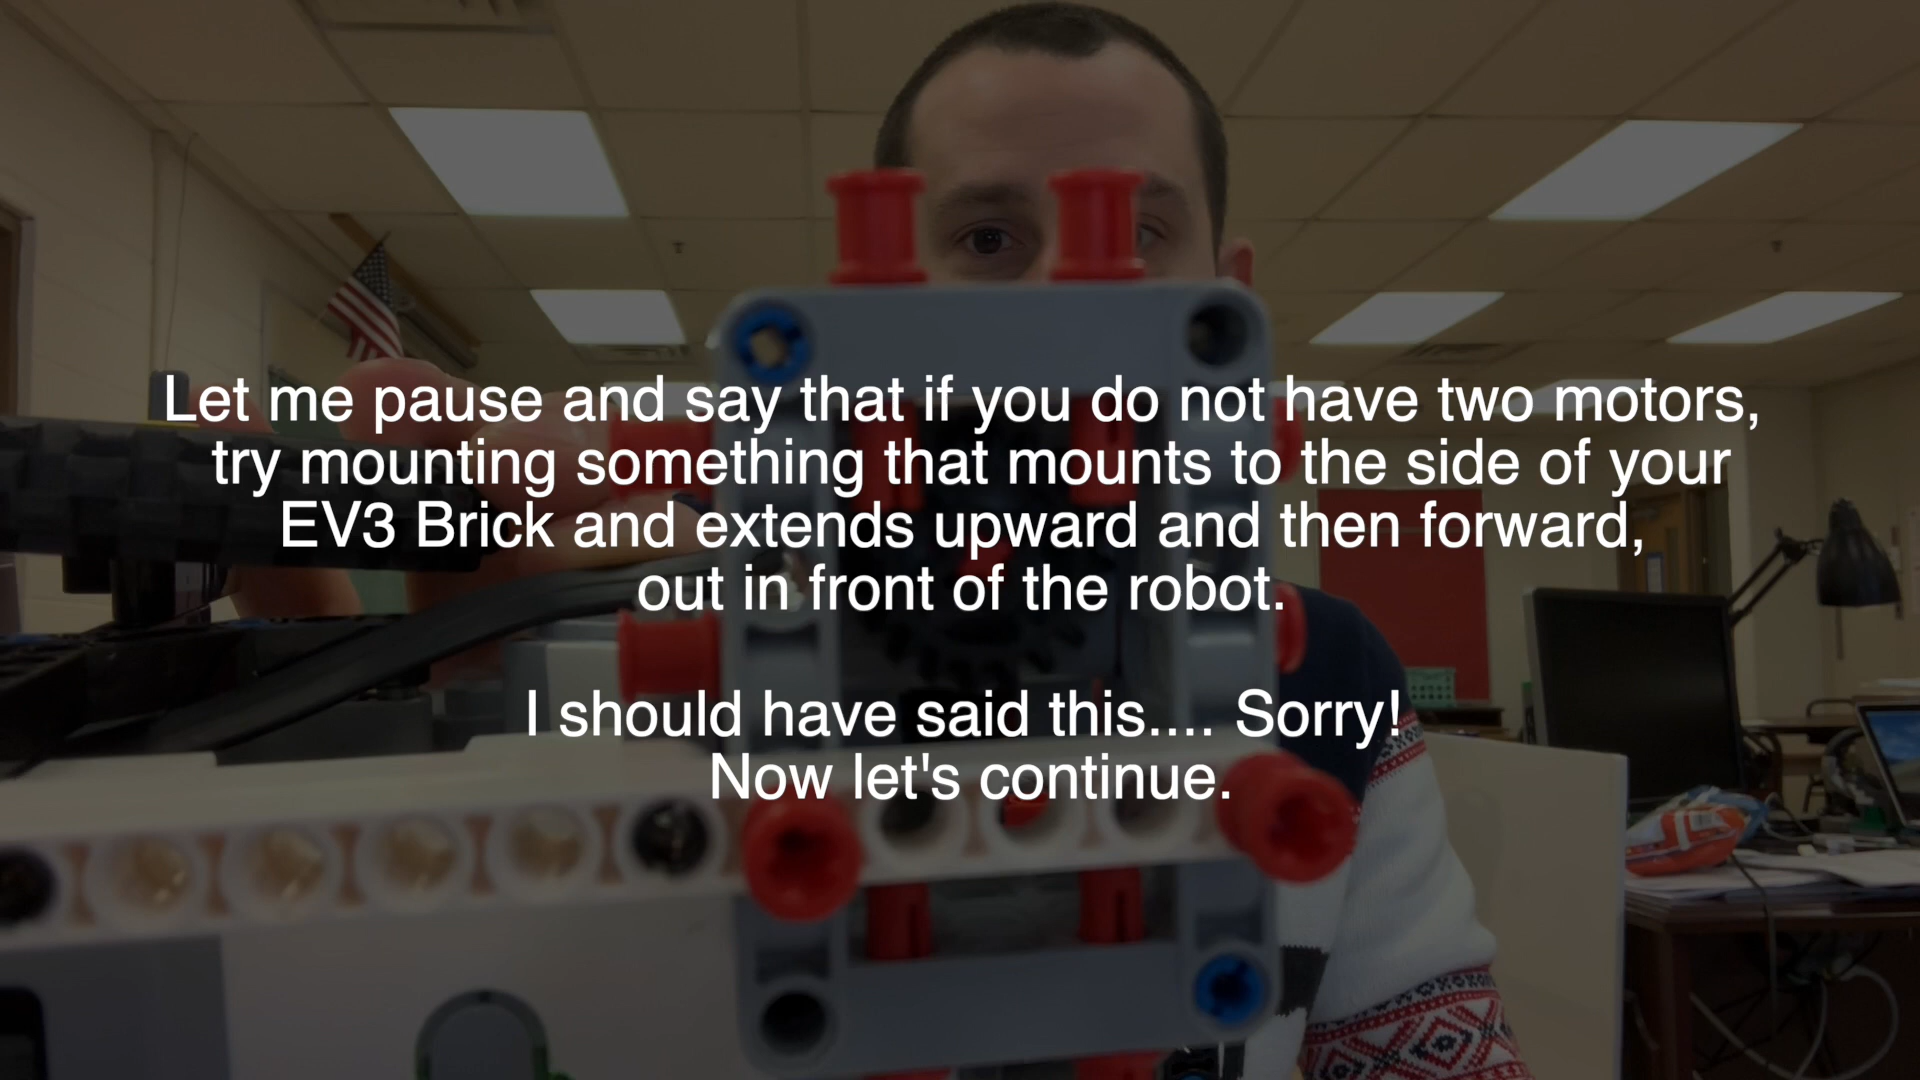 Let me pause and say that if you do not have two motors,
try mounting something that mounts to the side of your
EV3 Brick and extends upward and then forward,
out in front of the robot.
I should have said this.... Sorry!
Now let's continue.